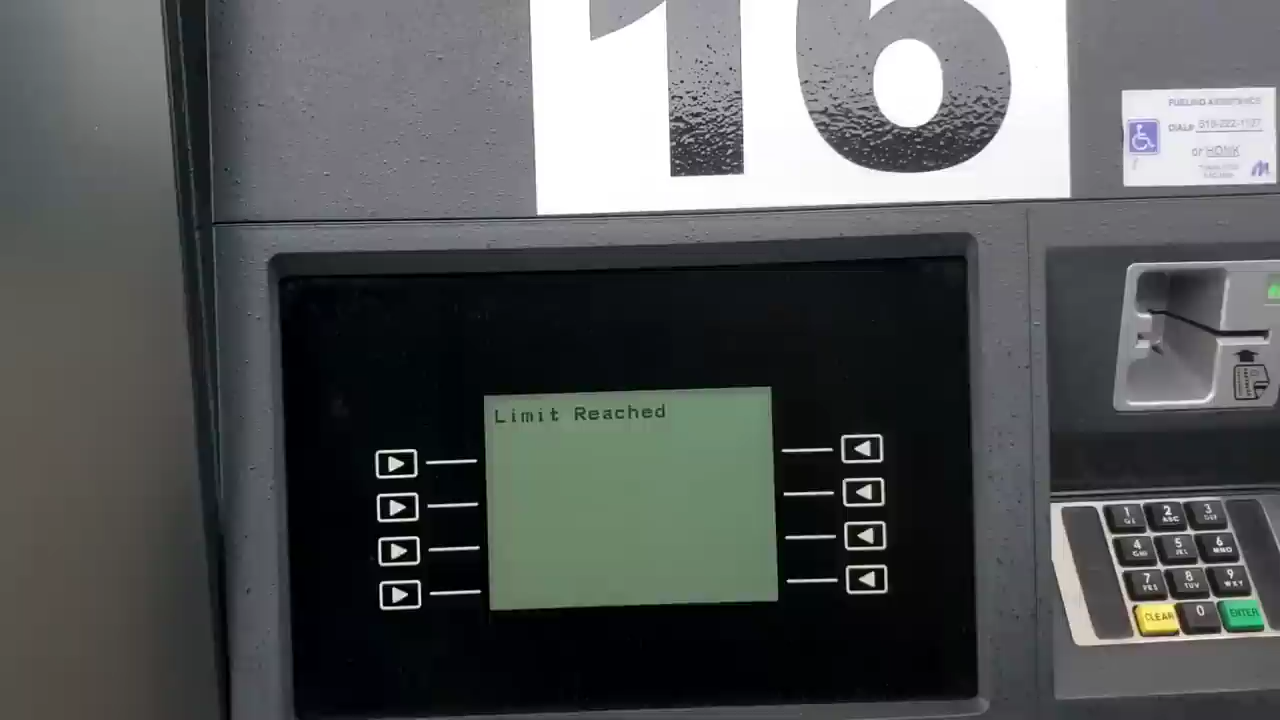 16
FUELING ASSISTANCE
DIAL#
or HONK
Limit Reached
1 QZ
2 ABC
3 DEF
4 GHI
5 JKL
6 MNO
7 PRS
8 TUV
9 WXY
CLEAR
0
ENTER